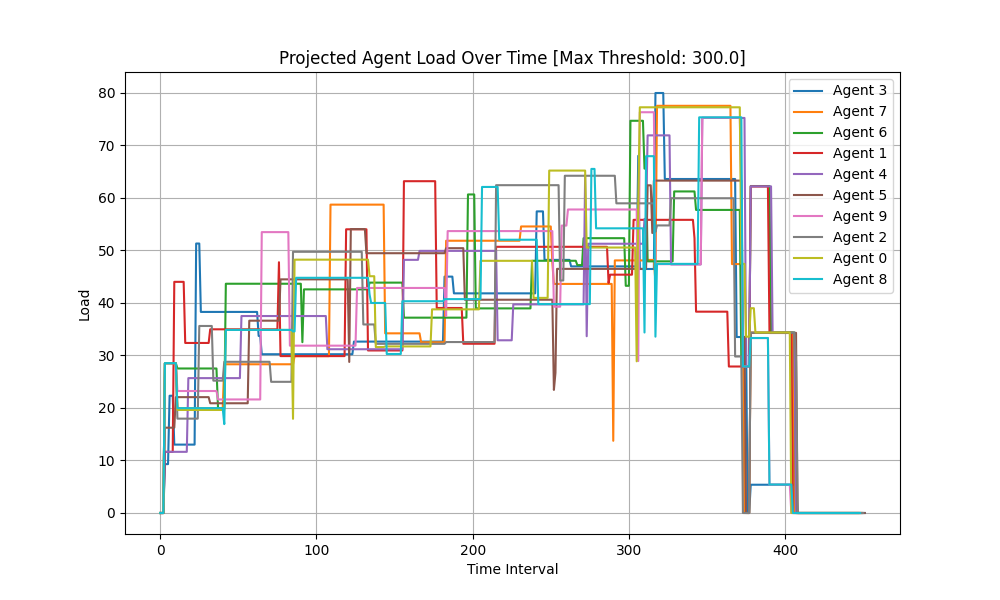 Projected Agent Load Over Time [Max Threshold: 300.0]
Load
80
70
60
50
40
30
20
10
0
0
100
200
300
400
Time Interval
Agent 3
Agent 7
Agent 6
Agent 1
Agent 4
Agent 5
Agent 9
Agent 2
Agent 0
Agent 8